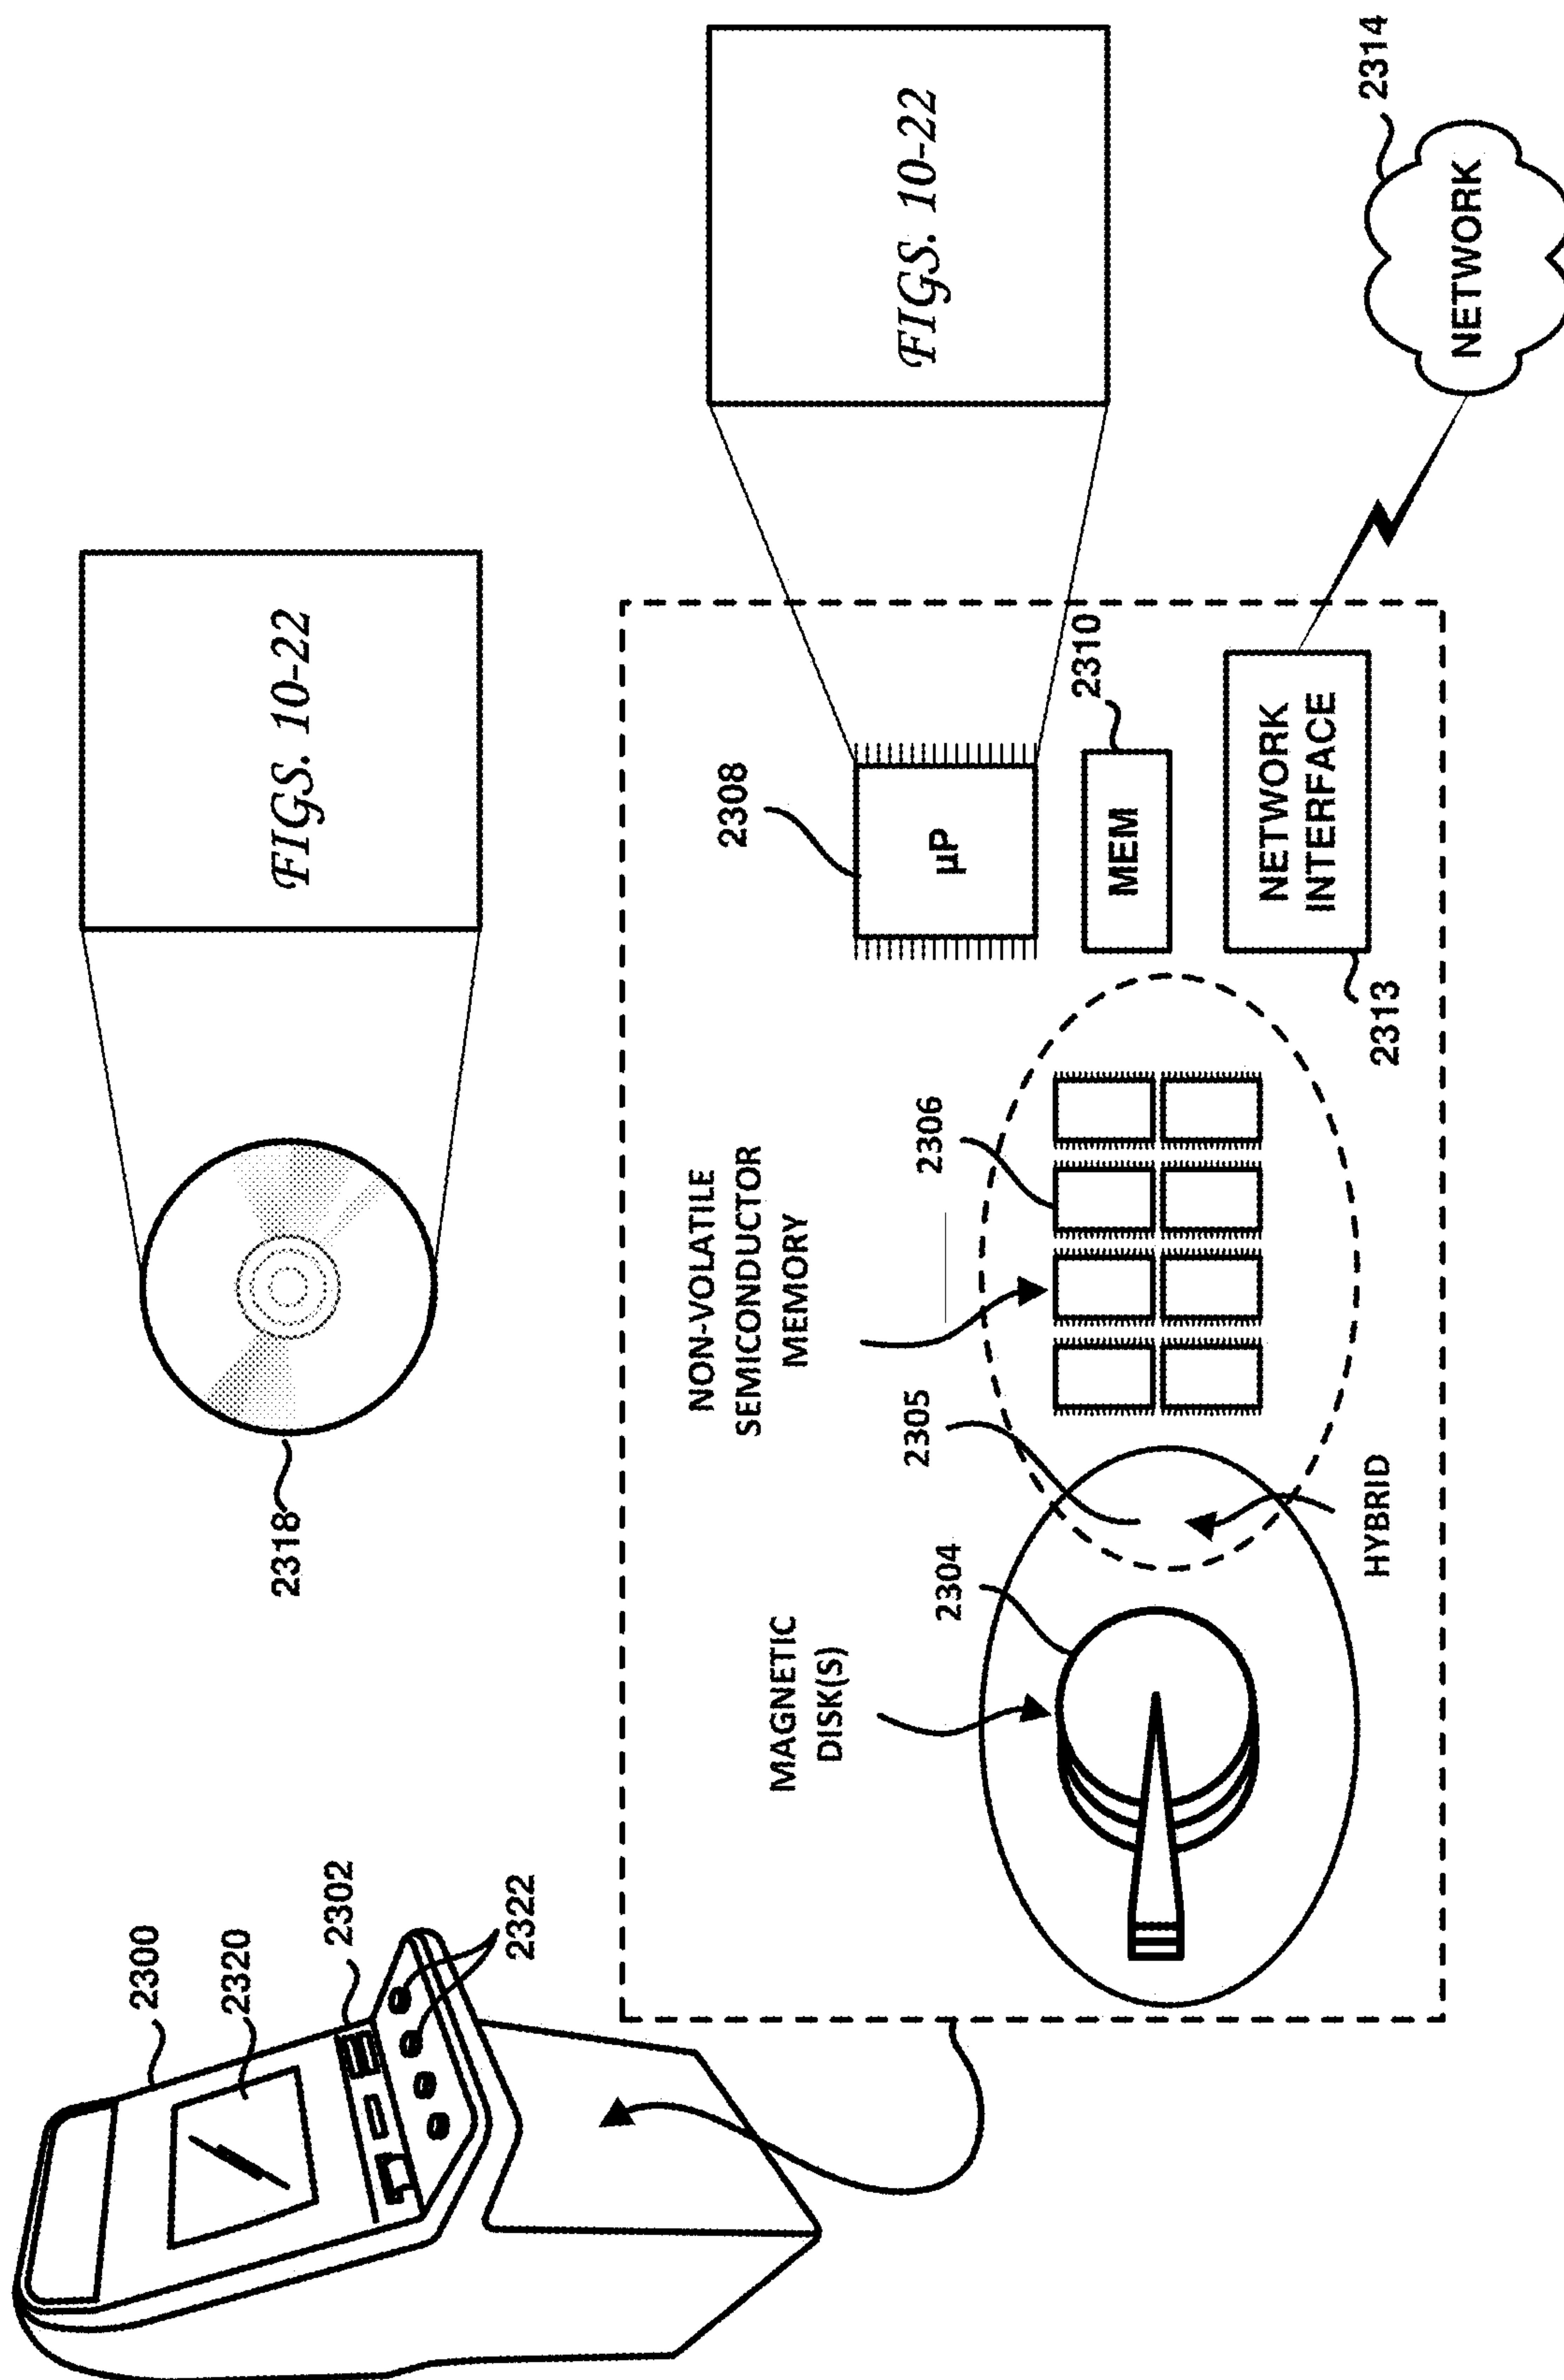 2300
2320
2302
2322
2318
FIGS. 10-22
MAGNETIC
DISK(S)
2304
NON-VOLATILE
SEMICONDUCTOR
MEMORY
2305
2306
HYBRID
2308
µP
2310
MEM
NETWORK
INTERFACE
2313
FIGS. 10-22
2314
NETWORK